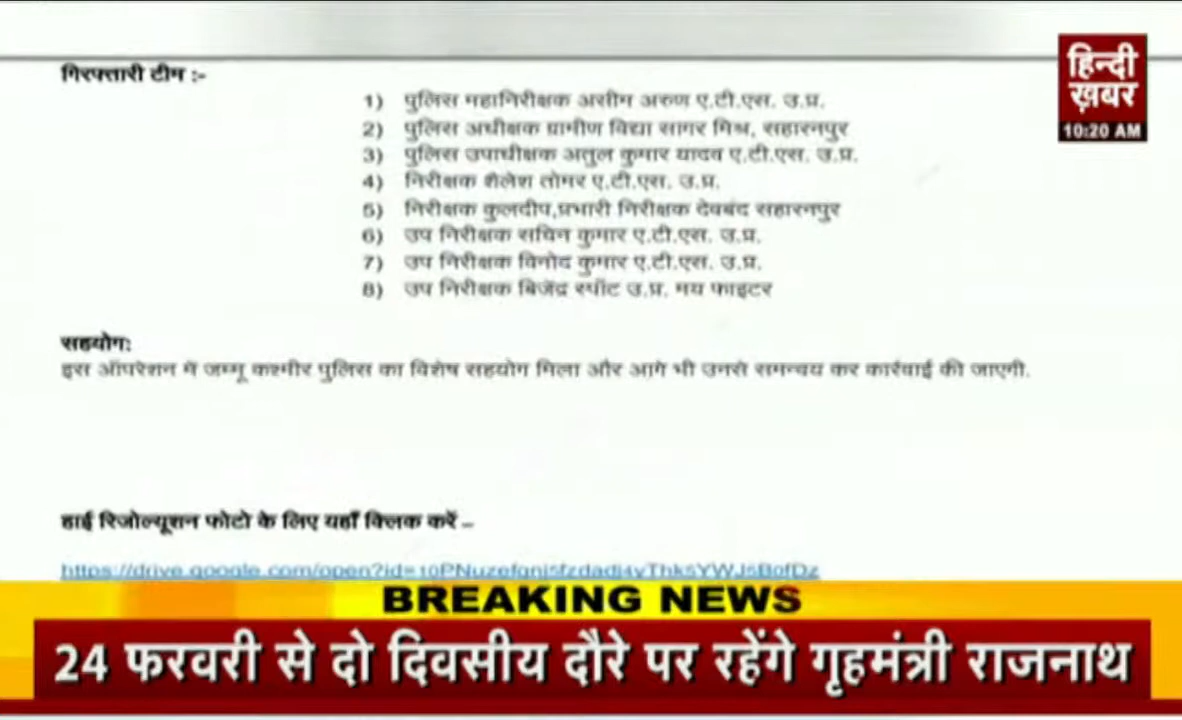 गिरफ्तारी टीम :-
हिन्दी
ख़बर
10:20 AM
1) पुलिस महानिरीक्षक असीम अरुण ए.टी.एस. उ.प्र.
2) पुलिस अधीक्षक ग्रामीण विद्या सागर मिश्र, सहारनपुर
3) पुलिस उपाधीक्षक अतुल कुमार यादव ए.टी.एस. उ.प्र.
4) निरीक्षक शैलेश तोमर ए.टी.एस. उ.प्र.
5) निरीक्षक कुलदीप,प्रभारी निरीक्षक देवबंद सहारनपुर
6) उप निरीक्षक सचिन कुमार ए.टी.एस. उ.प्र.
7) उप निरीक्षक विनोद कुमार ए.टी.एस. उ.प्र.
8) उप निरीक्षक बिजेंद्र स्पॉट उ.प्र. मय फाइटर
सहयोग:
इस ऑपरेशन में जम्मू कश्मीर पुलिस का विशेष सहयोग मिला और आगे भी उनसे समन्वय कर कार्रवाई की जाएगी.
हाई रिजोल्यूशन फोटो के लिए यहाँ क्लिक करें –
BREAKING NEWS
24 फरवरी से दो दिवसीय दौरे पर रहेंगे गृहमंत्री राजनाथ